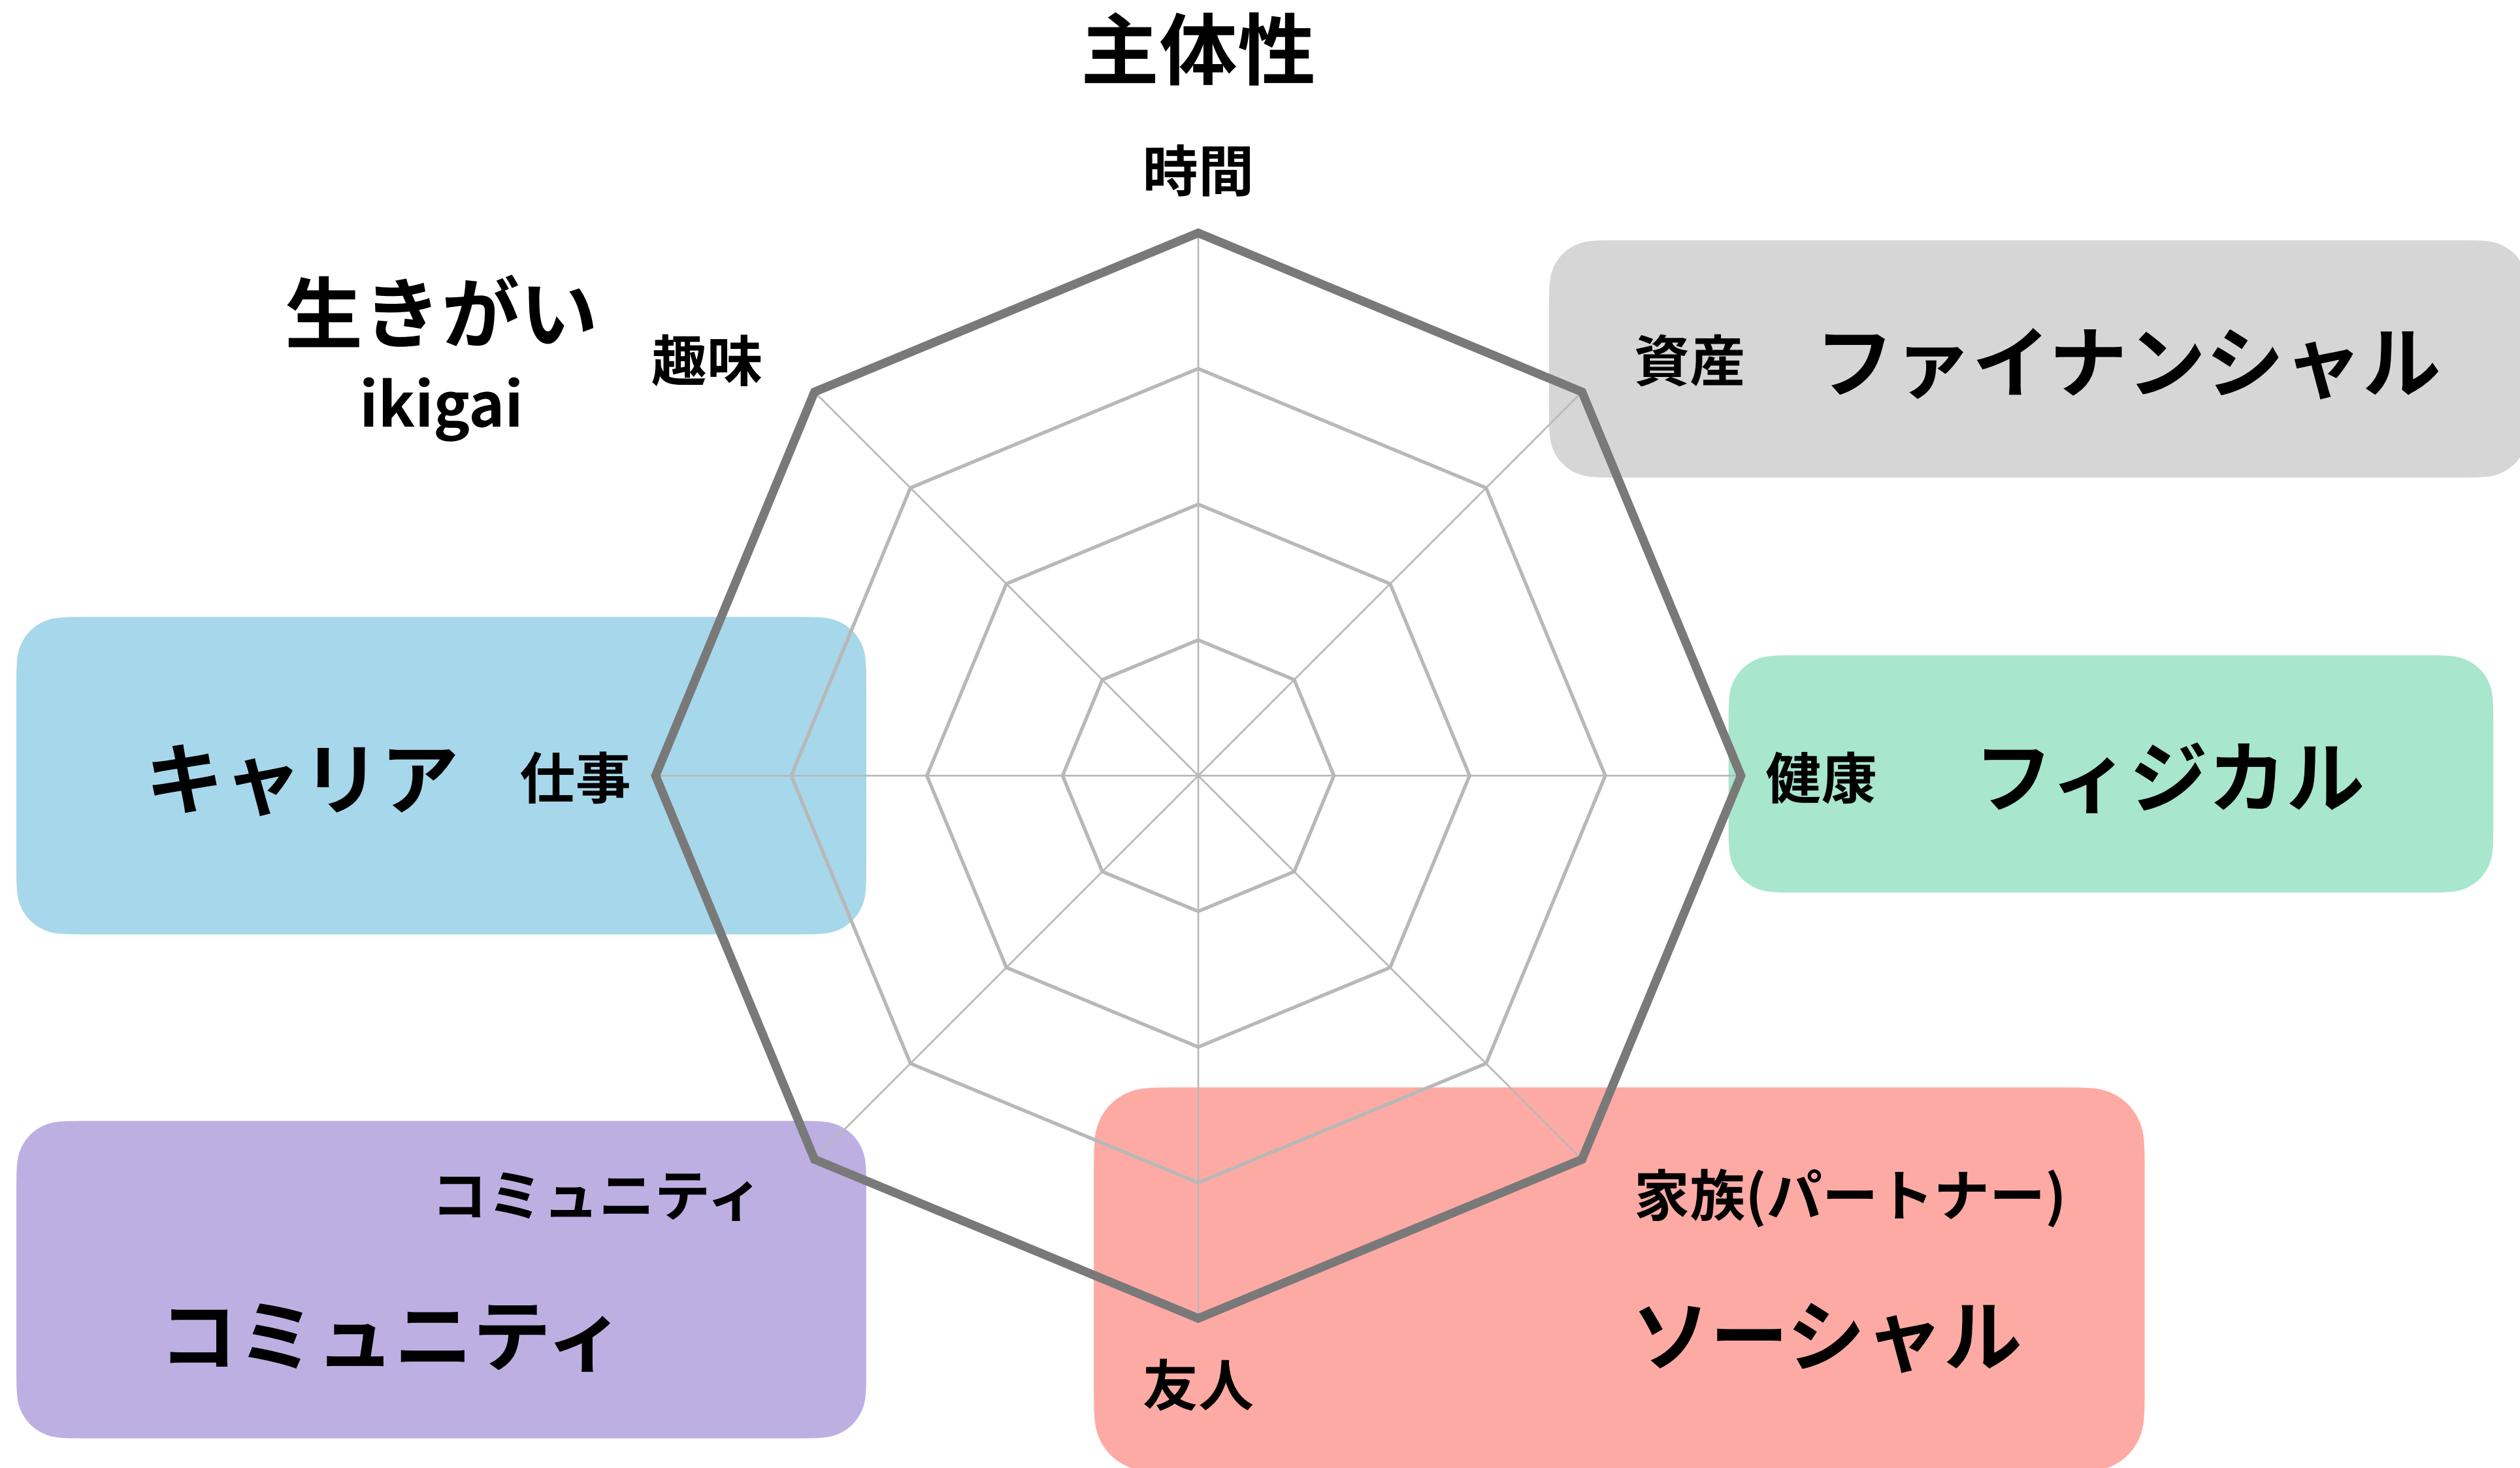 主体性
時間
生きがい
ikigai
趣味
資産
ファイナンシャル
キャリア
仕事
健康
フィジカル
コミュニティ
コミュニティ
家族(パートナー)
ソーシャル
友人